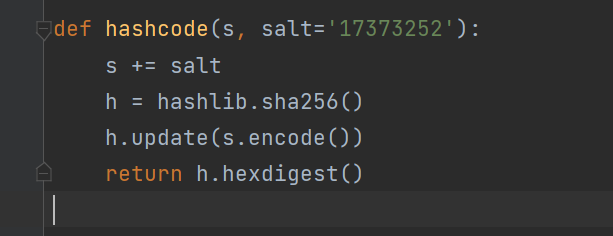 def hashcode(s, salt='17373252'):
    s += salt
    h = hashlib.sha256()
    h.update(s.encode())
    return h.hexdigest()